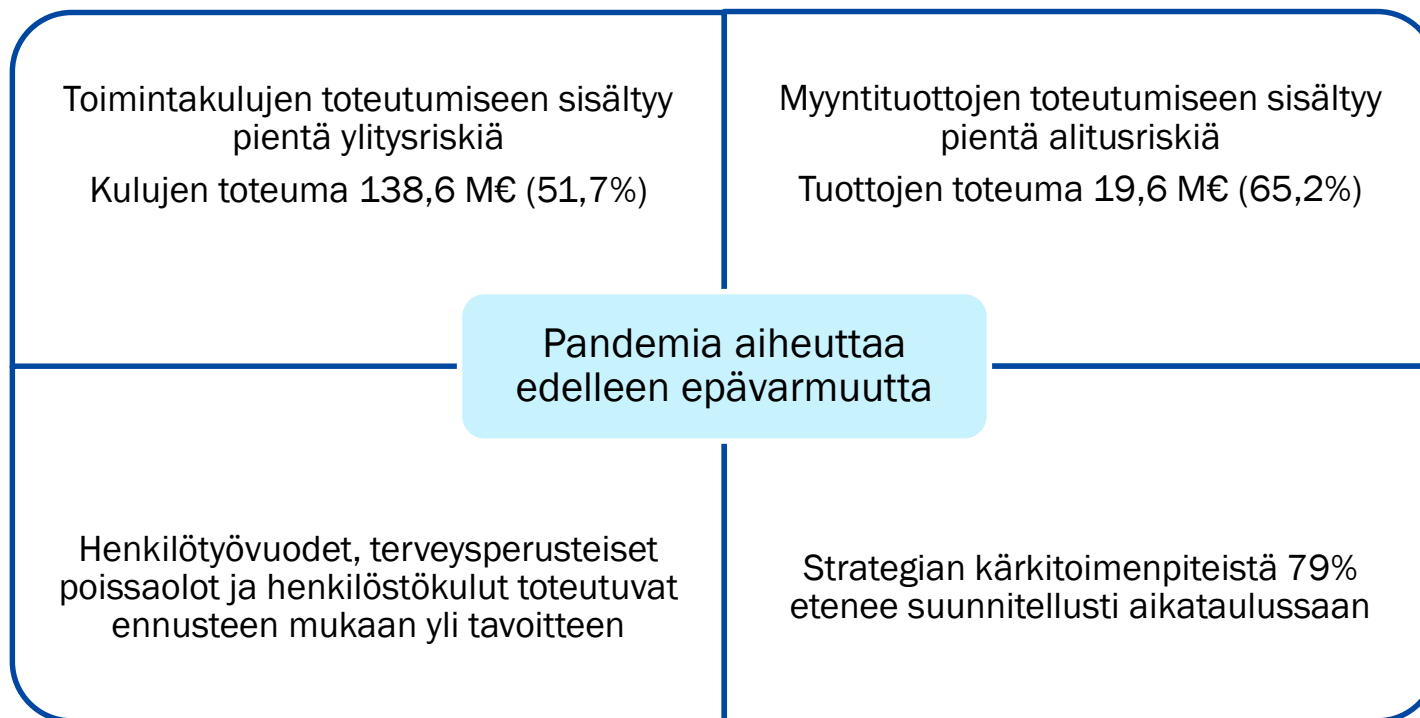 Toimintakulujen toteutumiseen sisältyy
pientä ylitysriskiä
Kulujen toteuma 138,6 M€ (51,7%)
Myyntituottojen toteutumiseen sisältyy
pientä alitusriskiä
Tuottojen toteuma 19,6 M€ (65,2%)
Pandemia aiheuttaa
edelleen epävarmuutta
Henkilötyövuodet, terveysperusteiset
poissaolot ja henkilöstökulut toteutuvat
ennusteen mukaan yli tavoitteen
Strategian kärkitoimenpiteistä 79%
etenee suunnitellusti aikataulussaan